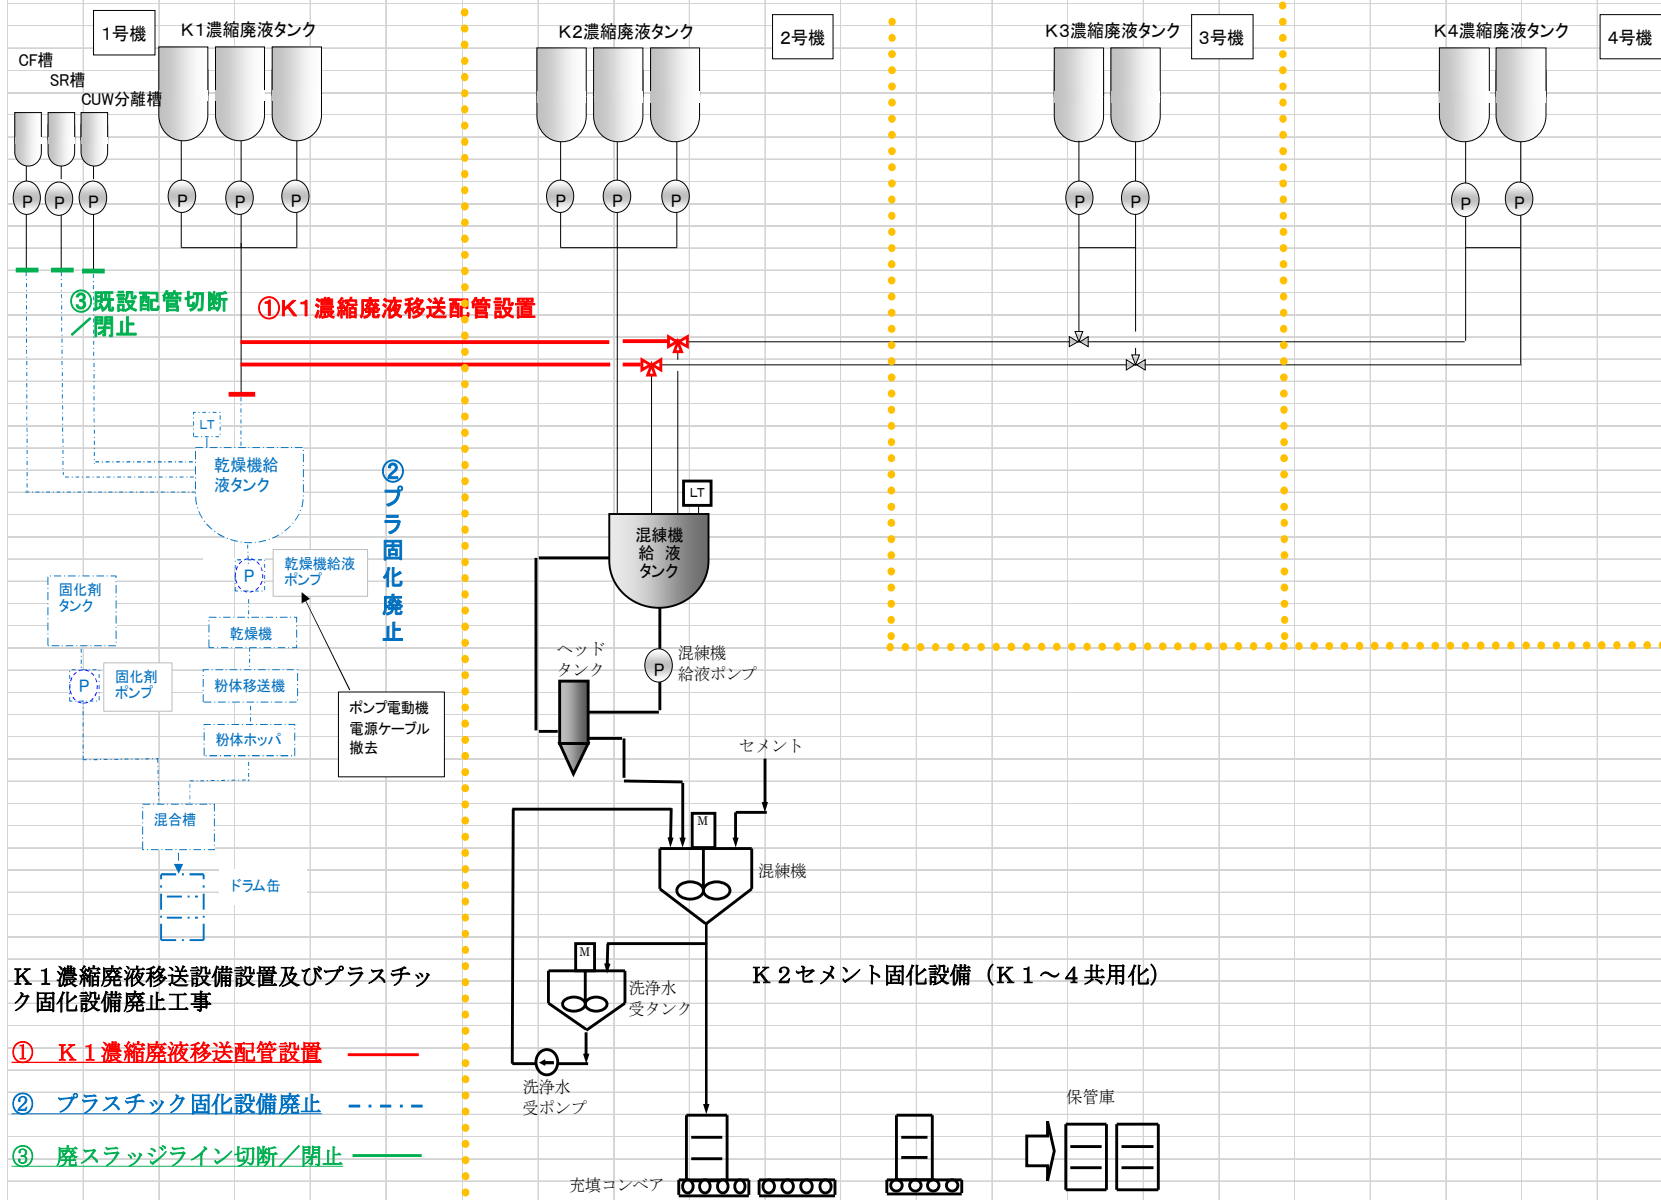 1号機
K1濃縮廃液タンク
K2濃縮廃液タンク
2号機
K3濃縮廃液タンク
3号機
K4濃縮廃液タンク
4号機
CF槽
SR槽
CUW分離槽
P
P
P
P
P
P
P
P
P
P
P
P
P
③既設配管切断
／閉止
①K1濃縮廃液移送配管設置
LT
乾燥機給
液タンク
②プラ固化廃止
LT
混練機
給 液
タンク
P
乾燥機給液
ポンプ
固化剤
タンク
乾燥機
P
固化剤
ポンプ
粉体移送機
粉体ホッパ
ポンプ電動機
電源ケーブル
撤去
ヘッド
タンク
P
混練機
給液ポンプ
セメント
混合槽
M
混練機
ドラム缶
M
洗浄水
受タンク
K１濃縮廃液移送設備設置及びプラスチッ
ク固化設備廃止工事
K２セメント固化設備（K１～４共用化）
① K１濃縮廃液移送配管設置
② プラスチック固化設備廃止
③ 廃スラッジライン切断／閉止
洗浄水
受ポンプ
保管庫
充填コンベア